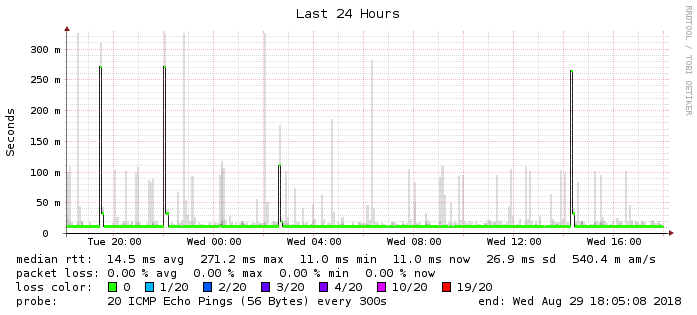 Last 24 Hours
RRDTOOL / TOBI OETIKER
Seconds
300 m
250 m
200 m
150 m
100 m
50 m
0
Tue 20:00 Wed 00:00 Wed 04:00 Wed 08:00 Wed 12:00 Wed 16:00
median rtt: 14.5 ms avg 271.2 ms max 11.0 ms min 11.0 ms now 26.9 ms sd 540.4 m am/s
packet loss: 0.00 % avg 0.00 % max 0.00 % min 0.00 % now
loss color: 0 1/20 2/20 3/20 4/20 10/20 19/20
probe: 20 ICMP Echo Pings (56 Bytes) every 300s end: Wed Aug 29 18:05:08 2018